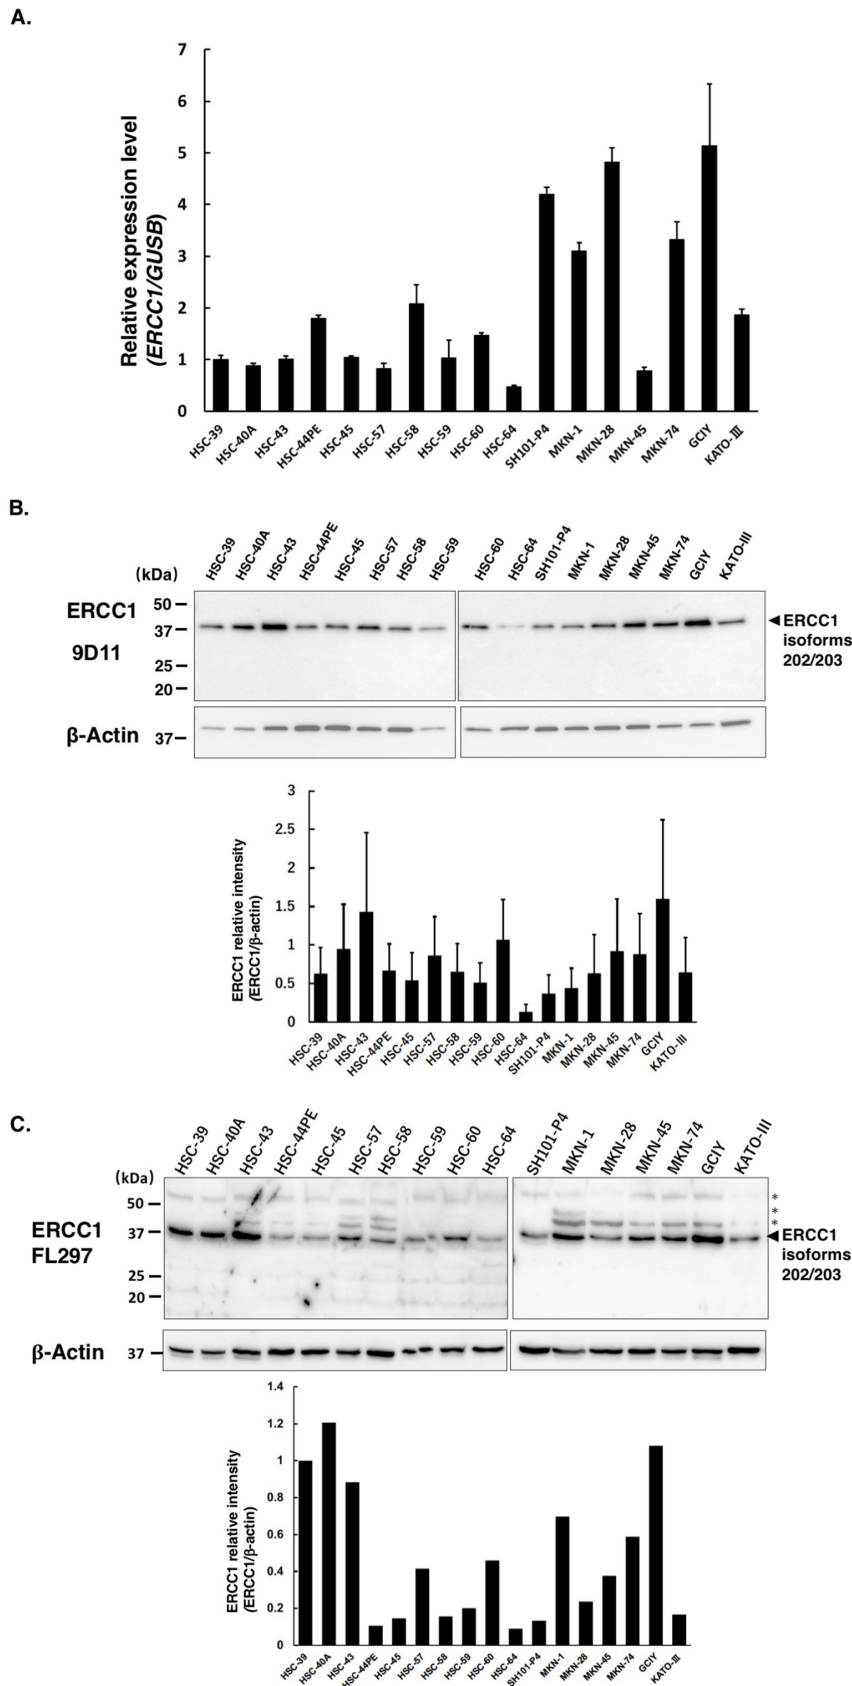 A.
Relative expression level
(ERCC1/GUSB)
7
6
5
4
3
2
1
0
HSC-39
HSC-40A
HSC-43
HSC-44PE
HSC-45
HSC-57
HSC-58
HSC-59
HSC-60
HSC-64
SH101-P4
MKN-1
MKN-28
MKN-45
MKN-74
GCIY
KATO-III
B.
HSC-39
HSC-40A
HSC-43
HSC-44PE
HSC-45
HSC-57
HSC-58
HSC-59
HSC-60
HSC-64
SH101-P4
MKN-1
MKN-28
MKN-45
MKN-74
GCIY
KATO-III
(kDa)
ERCC1
9D11
50
37
25
20
ERCC1
isoforms
202/203
β-Actin
37
ERCC1 relative intensity
(ERCC1/β-actin)
3
2.5
2
1.5
1
0.5
0
HSC-39
HSC-40A
HSC-43
HSC-44PE
HSC-45
HSC-57
HSC-58
HSC-59
HSC-60
HSC-64
SH101-P4
MKN-1
MKN-28
MKN-45
MKN-74
GCIY
KATO-III
C.
HSC-39
HSC-40A
HSC-43
HSC-44PE
HSC-45
HSC-57
HSC-58
HSC-59
HSC-60
HSC-64
SH101-P4
MKN-1
MKN-28
MKN-45
MKN-74
GCIY
KATO-III
(kDa)
ERCC1
FL297
50
37
25
20
*
*
*
ERCC1
isoforms
202/203
β-Actin
37
ERCC1 relative intensity
(ERCC1/β-actin)
1.4
1.2
1
0.8
0.6
0.4
0.2
0
HSC-39
HSC-40A
HSC-43
HSC-44PE
HSC-45
HSC-57
HSC-58
HSC-59
HSC-60
HSC-64
SH101-P4
MKN-1
MKN-28
MKN-45
MKN-74
GCIY
KATO-III